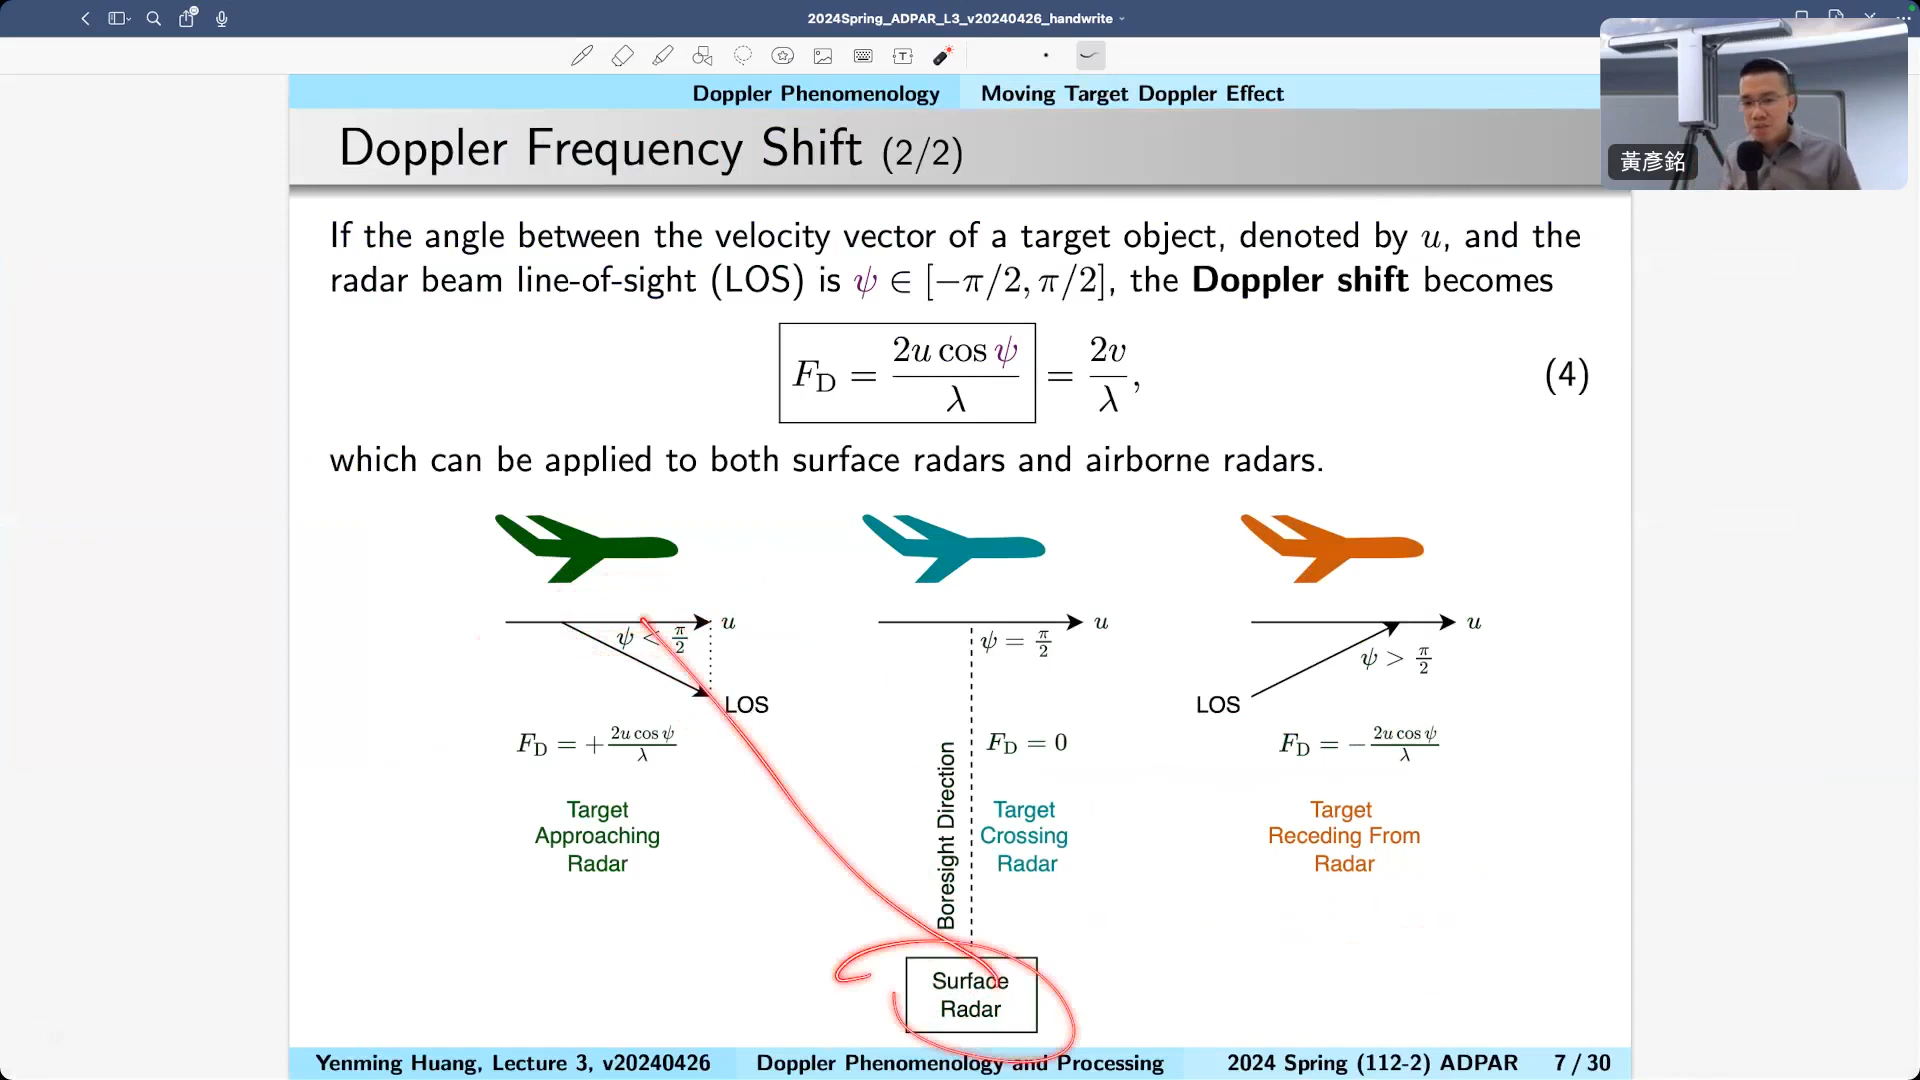 2024Spring_ADPAR_L3_v20240426_handwrite
Doppler Phenomenology Moving Target Doppler Effect
黃彥銘
Doppler Frequency Shift (2/2)
If the angle between the velocity vector of a target object, denoted by u, and the
radar beam line-of-sight (LOS) is ψ ∈ [−π/2, π/2], the Doppler shift becomes
F_D = 2u cos ψ / λ = 2v / λ, (4)
which can be applied to both surface radars and airborne radars.
ψ < π/2 u
LOS
F_D = + 2u cos ψ / λ
Target
Approaching
Radar
ψ = π/2 u
F_D = 0
Boresight Direction
Target
Crossing
Radar
ψ > π/2 u
LOS
F_D = − 2u cos ψ / λ
Target
Receding From
Radar
Surface
Radar
Yenming Huang, Lecture 3, v20240426 Doppler Phenomenology and Processing 2024 Spring (112-2) ADPAR 7 / 30